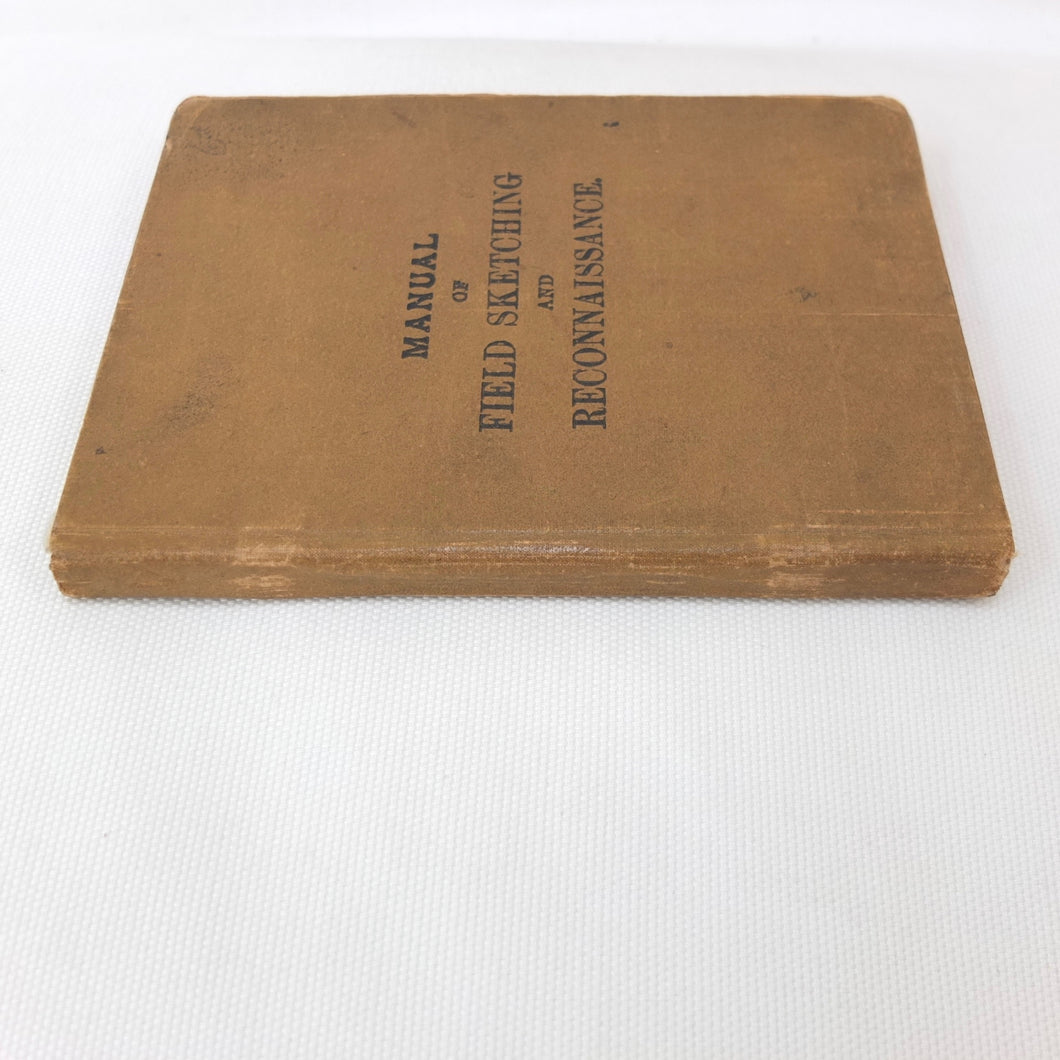 MANUAL
OF
FIELD SKETCHING
AND
RECONNAISSANCE.